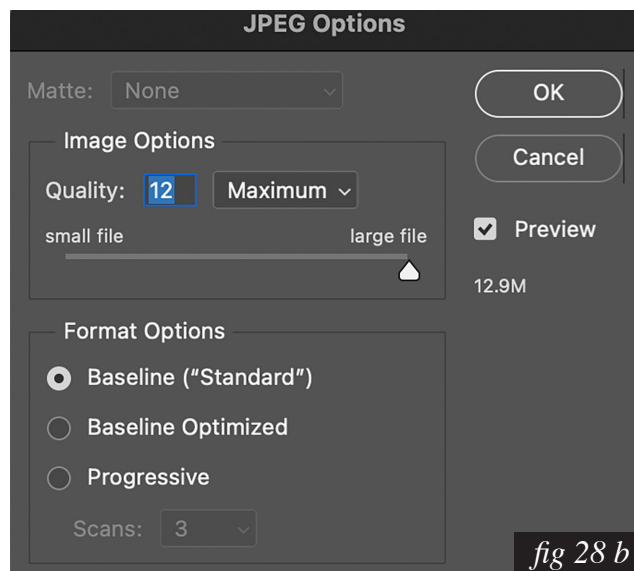 JPEG Options
Matte: None
OK
Image Options
Cancel
Quality: 12 Maximum
small file large file
Preview
12.9M
Format Options
Baseline (“Standard”)
Baseline Optimized
Progressive
Scans: 3
fig 28 b